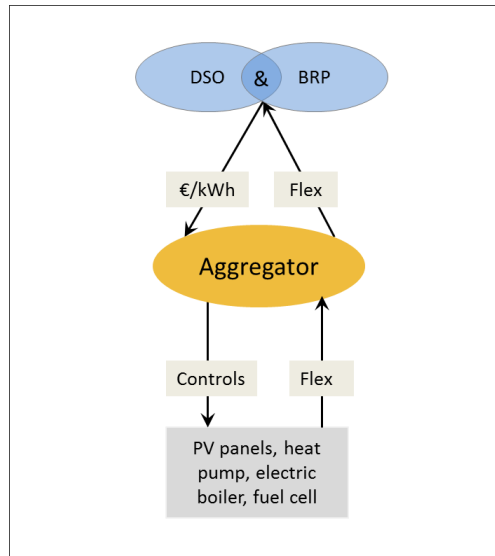 DSO & BRP
€/kWh Flex
Aggregator
Controls Flex
PV panels, heat
pump, electric
boiler, fuel cell